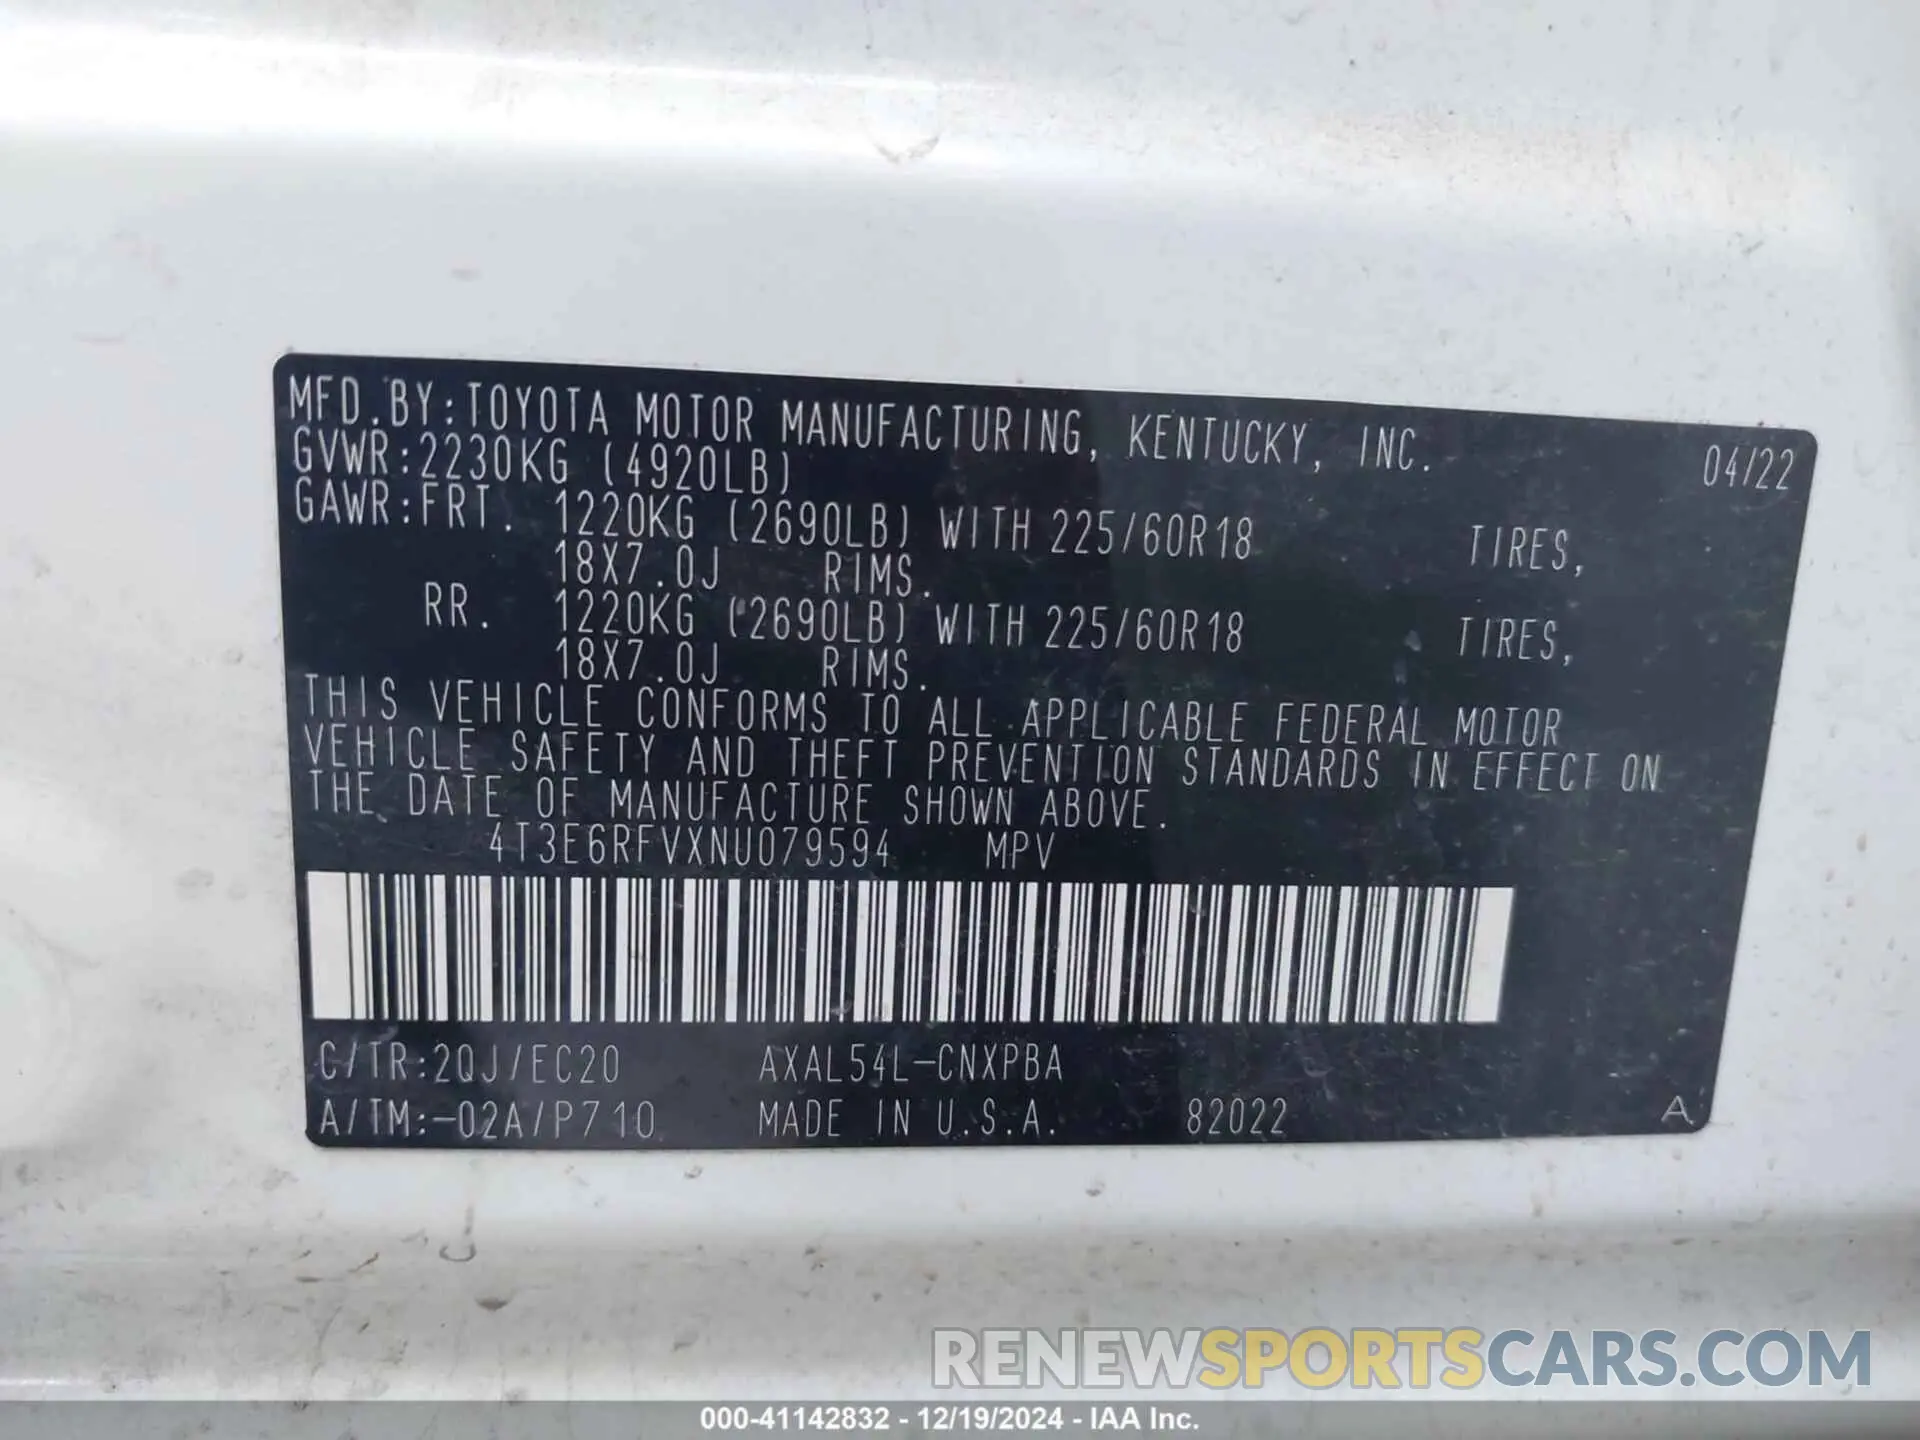 MFD.BY:TOYOTA MOTOR MANUFACTURING, KENTUCKY, INC. 04/22
GVWR:2230KG (4920LB)
GAWR:FRT. 1220KG (2690LB) WITH 225/60R18 TIRES,
18X7.0J RIMS.
RR. 1220KG (2690LB) WITH 225/60R18 TIRES,
18X7.0J RIMS.
THIS VEHICLE CONFORMS TO ALL APPLICABLE FEDERAL MOTOR
VEHICLE SAFETY AND THEFT PREVENTION STANDARDS IN EFFECT ON
THE DATE OF MANUFACTURE SHOWN ABOVE.
4T3E6RFVXNU079594 MPV
C/TR:2QJ/EC20 AXAL54L-CNXPBA
A/TM:-02A/P710 MADE IN U.S.A. 82022 A
RENEWSPORTSCARS.COM
000-41142832 - 12/19/2024 - IAA Inc.